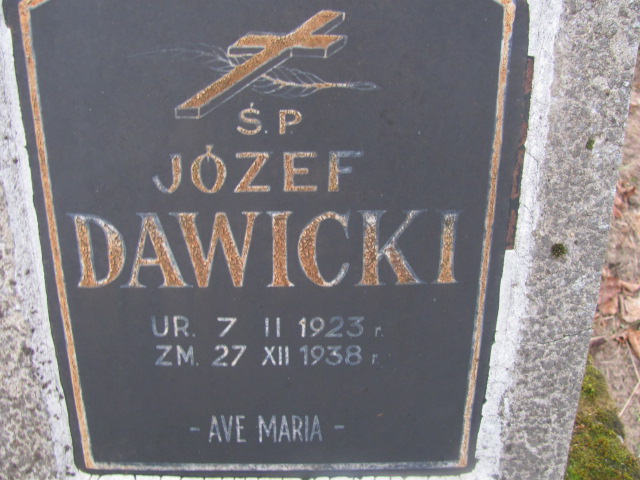 Ś.P
JÓZEF
DAWICKI
UR. 7 II 1923 r.
ZM. 27 XII 1938 r.
- AVE MARIA -